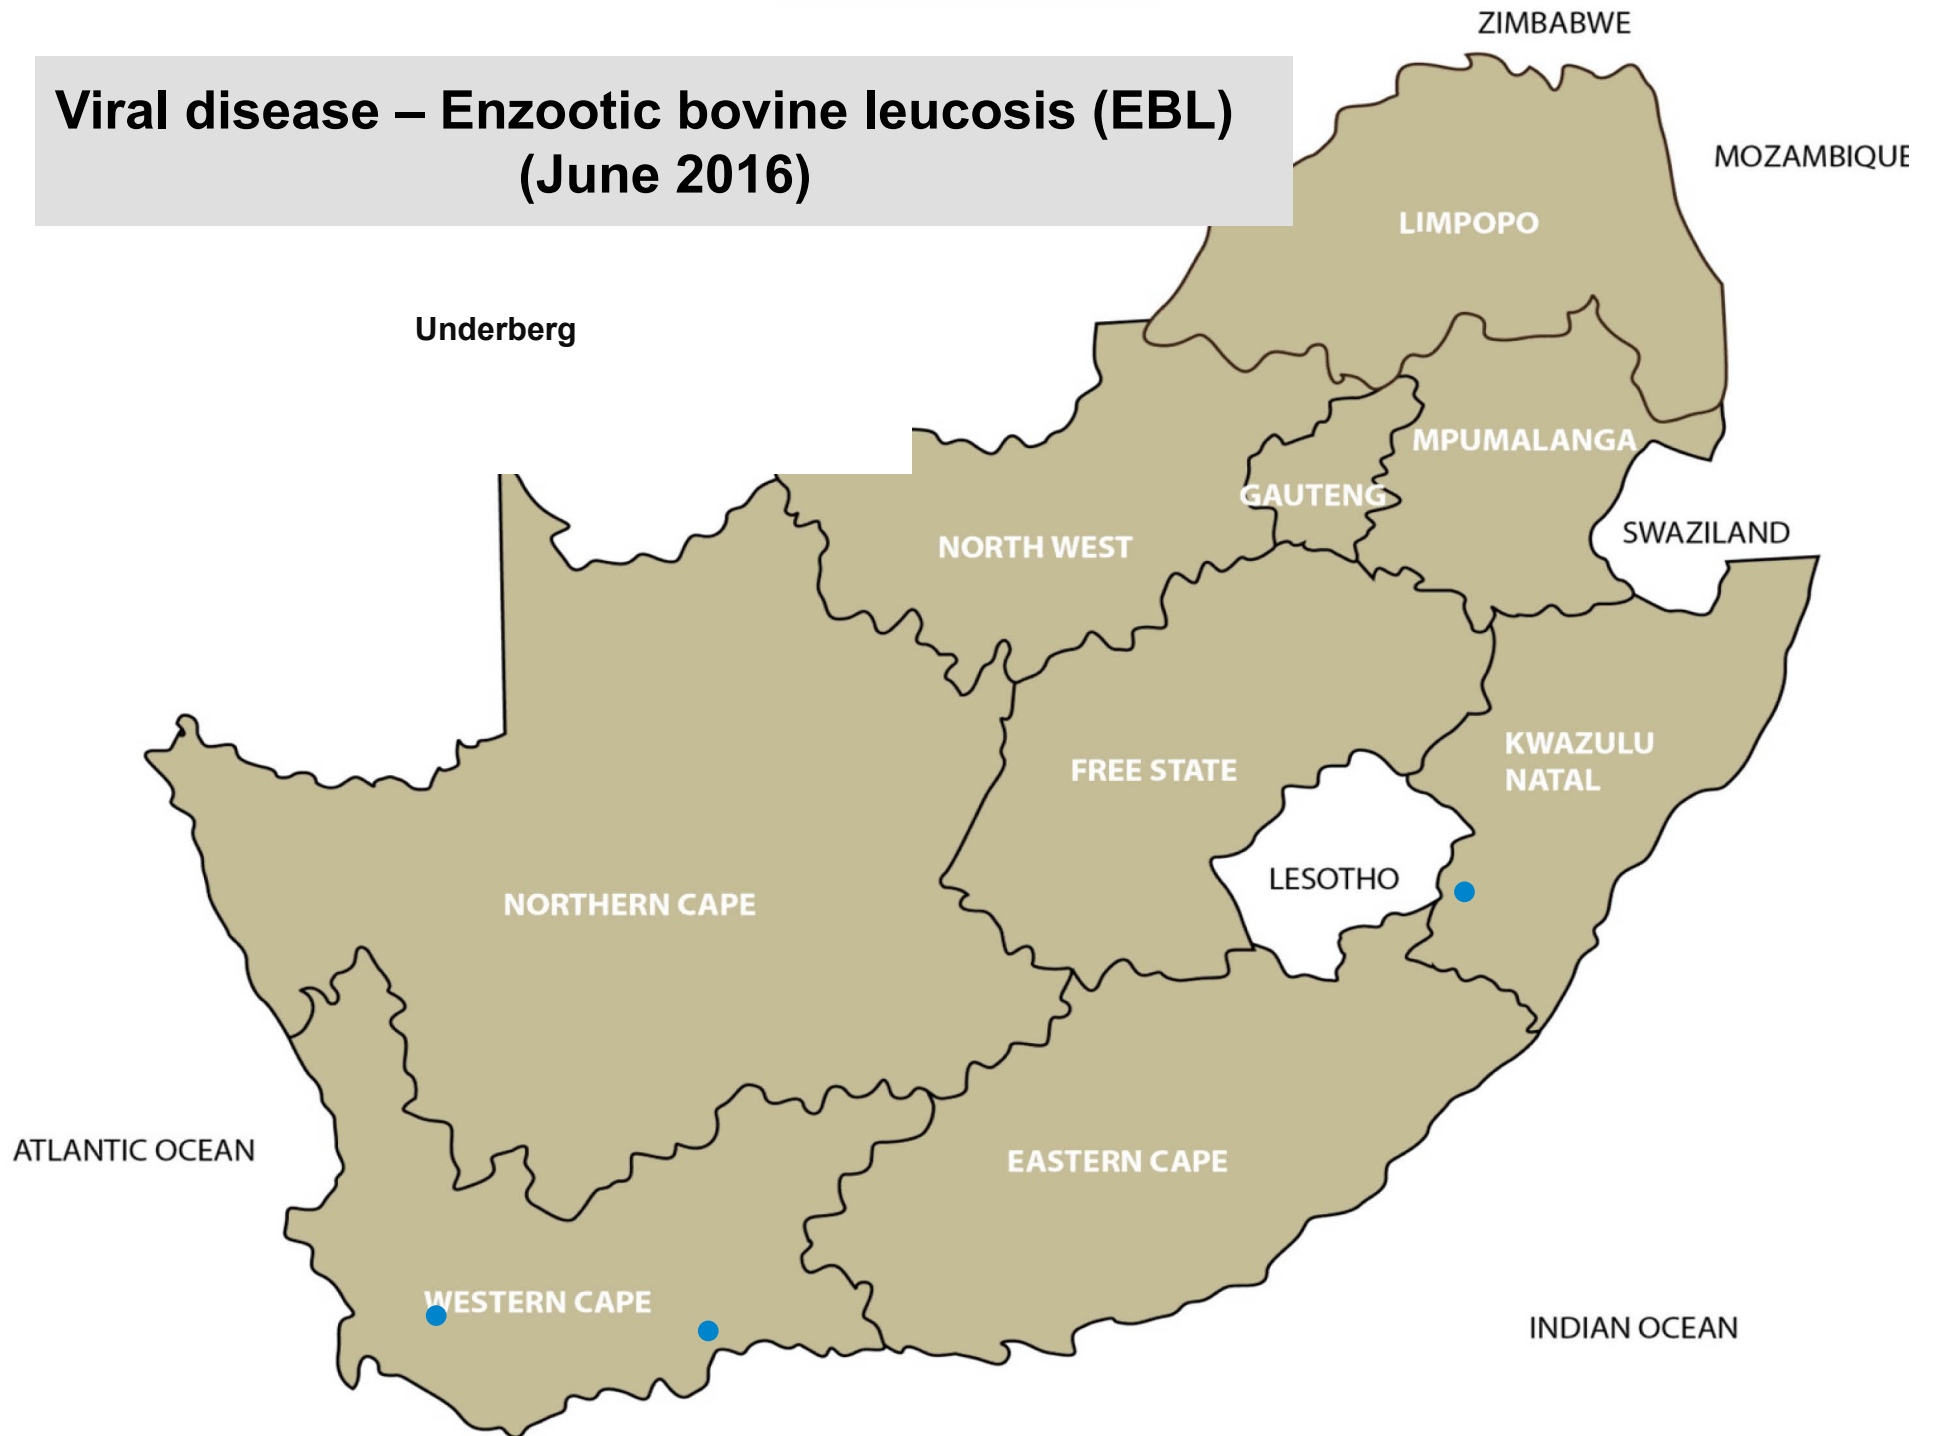 ZIMBABWE
Viral disease – Enzootic bovine leucosis (EBL)
(June 2016)
MOZAMBIQUE
LIMPOPO
Underberg
MPUMALANGA
GAUTENG
SWAZILAND
NORTH WEST
KWAZULU
NATAL
FREE STATE
LESOTHO
NORTHERN CAPE
ATLANTIC OCEAN
EASTERN CAPE
WESTERN CAPE
INDIAN OCEAN